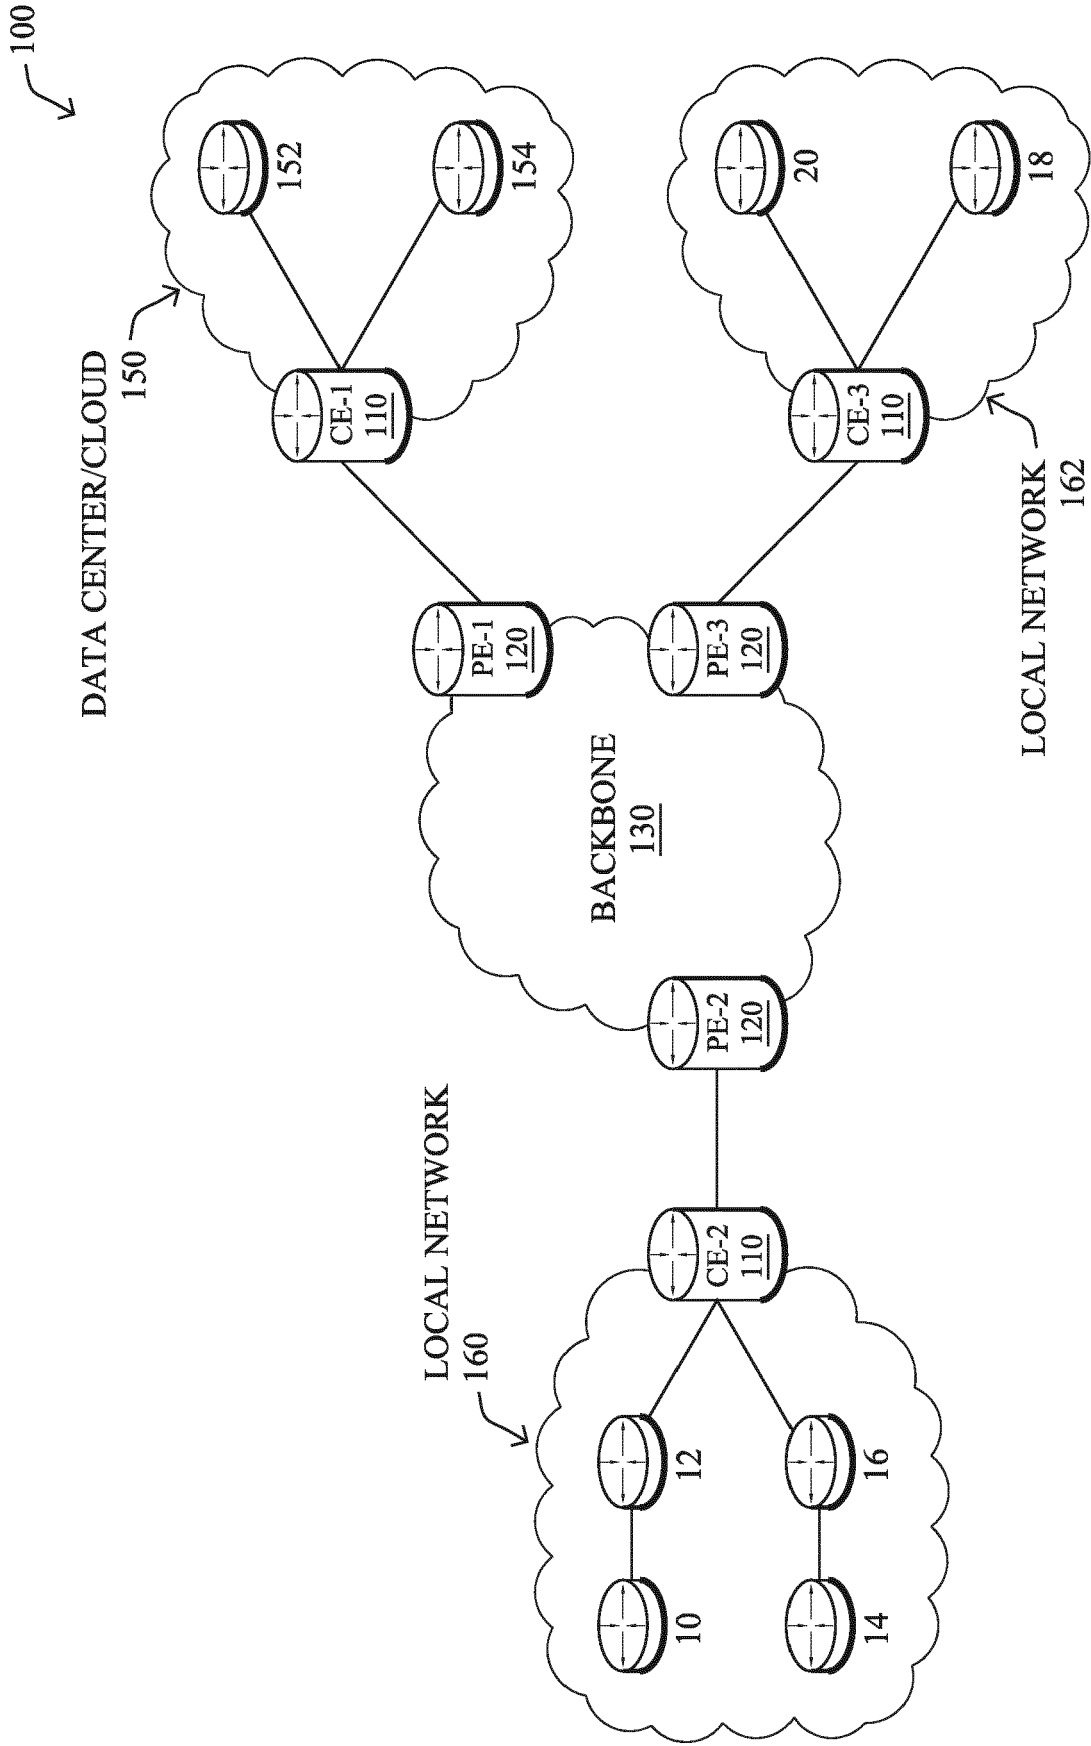 100
DATA CENTER/CLOUD
150
152
154
CE-1
110
PE-1
120
LOCAL NETWORK
160
10
12
14
16
CE-2
110
PE-2
120
BACKBONE
130
PE-3
120
CE-3
110
20
18
LOCAL NETWORK
162